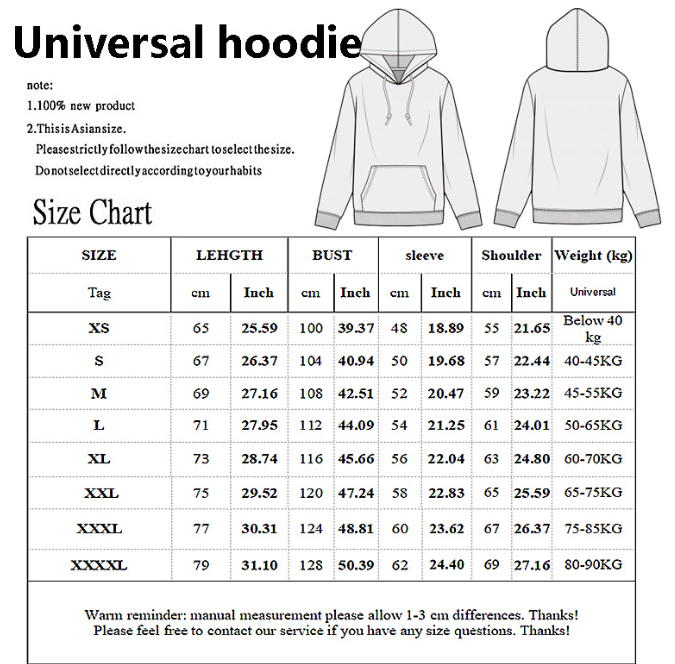 Universal hoodie
note:
1.100% new product
2.ThisisAsiansize.
Pleasestrictlyfollowthesizecharttoselectthesize.
Donotselectdirectlyaccordingtoyourhabits
Size Chart
SIZE LEHGTH BUST sleeve Shoulder Weight (kg)
Tag cm Inch cm Inch cm Inch cm Inch Universal
XS 65 25.59 100 39.37 48 18.89 55 21.65 Below 40 kg
S 67 26.37 104 40.94 50 19.68 57 22.44 40-45KG
M 69 27.16 108 42.51 52 20.47 59 23.22 45-55KG
L 71 27.95 112 44.09 54 21.25 61 24.01 50-65KG
XL 73 28.74 116 45.66 56 22.04 63 24.80 60-70KG
XXL 75 29.52 120 47.24 58 22.83 65 25.59 65-75KG
XXXL 77 30.31 124 48.81 60 23.62 67 26.37 75-85KG
XXXXL 79 31.10 128 50.39 62 24.40 69 27.16 80-90KG
Warm reminder: manual measurement please allow 1-3 cm differences. Thanks!
Please feel free to contact our service if you have any size questions. Thanks!